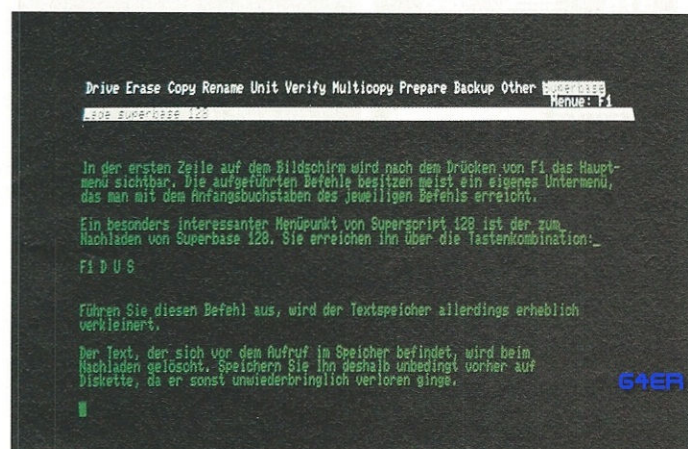 Drive Erase Copy Rename Unit Verify Multicopy Prepare Backup Other Superbase
Menue: F1
Lade superbase 128
In der ersten Zeile auf dem Bildschirm wird nach dem Drücken von F1 das Haupt-
menü sichtbar. Die aufgeführten Befehle besitzen meist ein eigenes Untermenü,
das man mit dem Anfangsbuchstaben des jeweiligen Befehls erreicht.
Ein besonders interessanter Menüpunkt von Superscript 128 ist der zum_
Nachladen von Superbase 128. Sie erreichen ihn über die Tastenkombination:_
F1 D U S
Führen Sie diesen Befehl aus, wird der Textspeicher allerdings erheblich
verkleinert.
Der Text, der sich vor dem Aufruf im Speicher befindet, wird beim
Nachladen gelöscht. Speichern Sie ihn deshalb unbedingt vorher auf
Diskette, da er sonst unwiederbringlich verloren ginge.
64ER